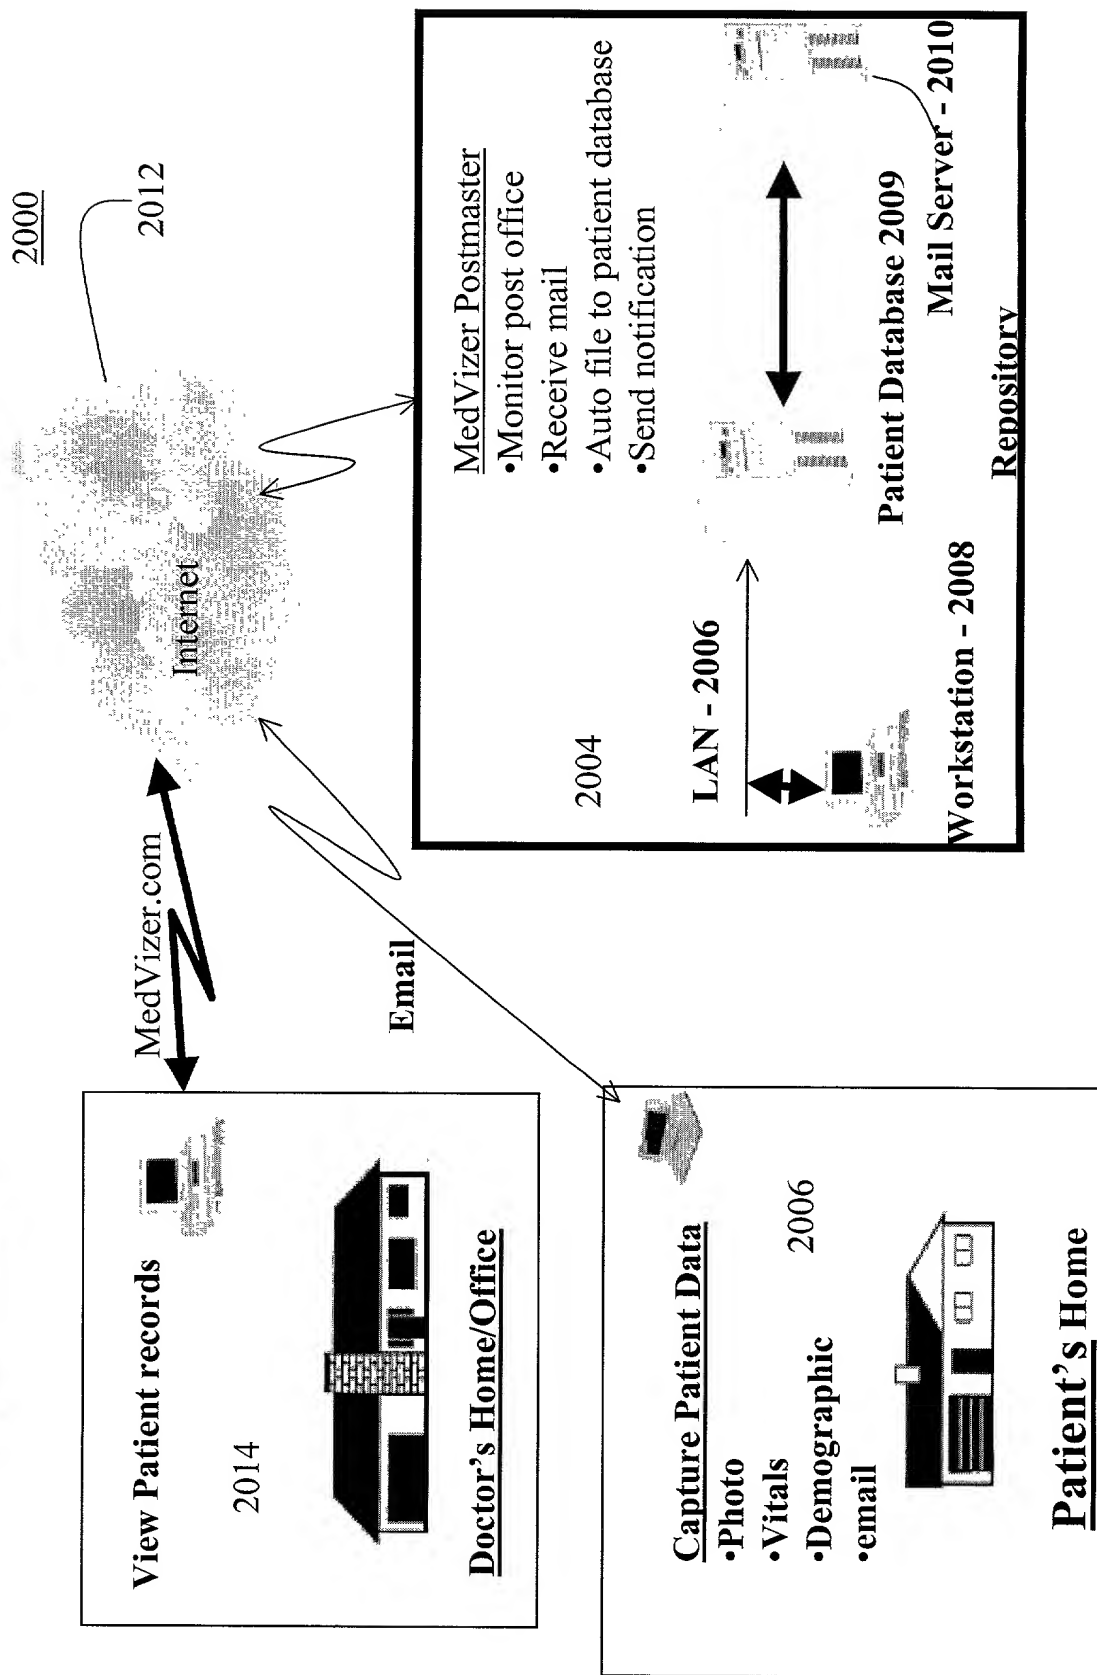 2000
2012
Internet
MedVizer.com
Email
View Patient records
2014
Doctor's Home/Office
Capture Patient Data
•Photo
•Vitals
•Demographic
•email
2006
Patient's Home
MedVizer Postmaster
•Monitor post office
•Receive mail
•Auto file to patient database
•Send notification
2004
LAN - 2006
Workstation - 2008
Patient Database 2009
Mail Server - 2010
Repository